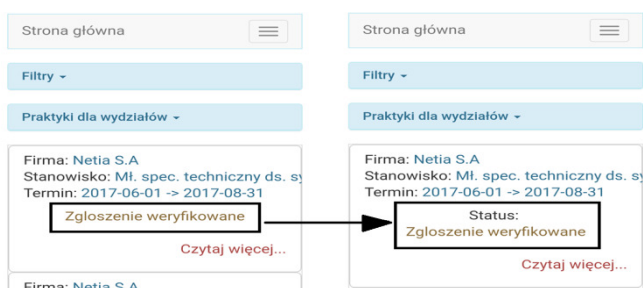 Strona główna
Filtry
Praktyki dla wydziałów
Firma: Netia S.A
Stanowisko: Mł. spec. techniczny ds. sy
Termin: 2017-06-01 -> 2017-08-31
Zgloszenie weryfikowane
Czytaj więcej...
Firma: Netia S.A
Strona główna
Filtry
Praktyki dla wydziałów
Firma: Netia S.A
Stanowisko: Mł. spec. techniczny ds. sy
Termin: 2017-06-01 -> 2017-08-31
Status:
Zgloszenie weryfikowane
Czytaj więcej...